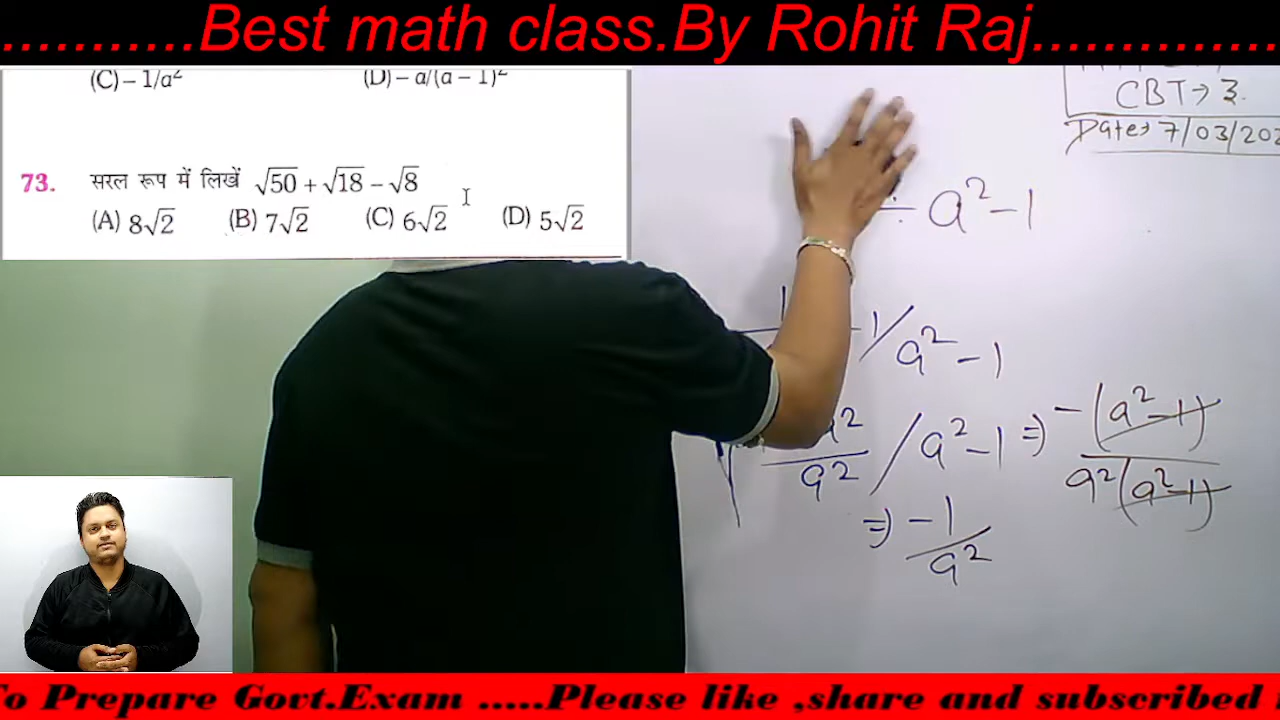 ...........Best math class.By Rohit Raj..............
(C) – 1/a² (D) – a/(a – 1)²
73. सरल रूप में लिखें √50 + √18 – √8
(A) 8√2 (B) 7√2 (C) 6√2 (D) 5√2
CBT→ 3.
Date→ 7/03/202
÷ a²-1
1
1/a²-1
a²/a² / a²-1 ⇒ -(a²-1)/a²(a²-1)
⇒ -1/a²
To Prepare Govt.Exam .....Please like ,share and subscribed